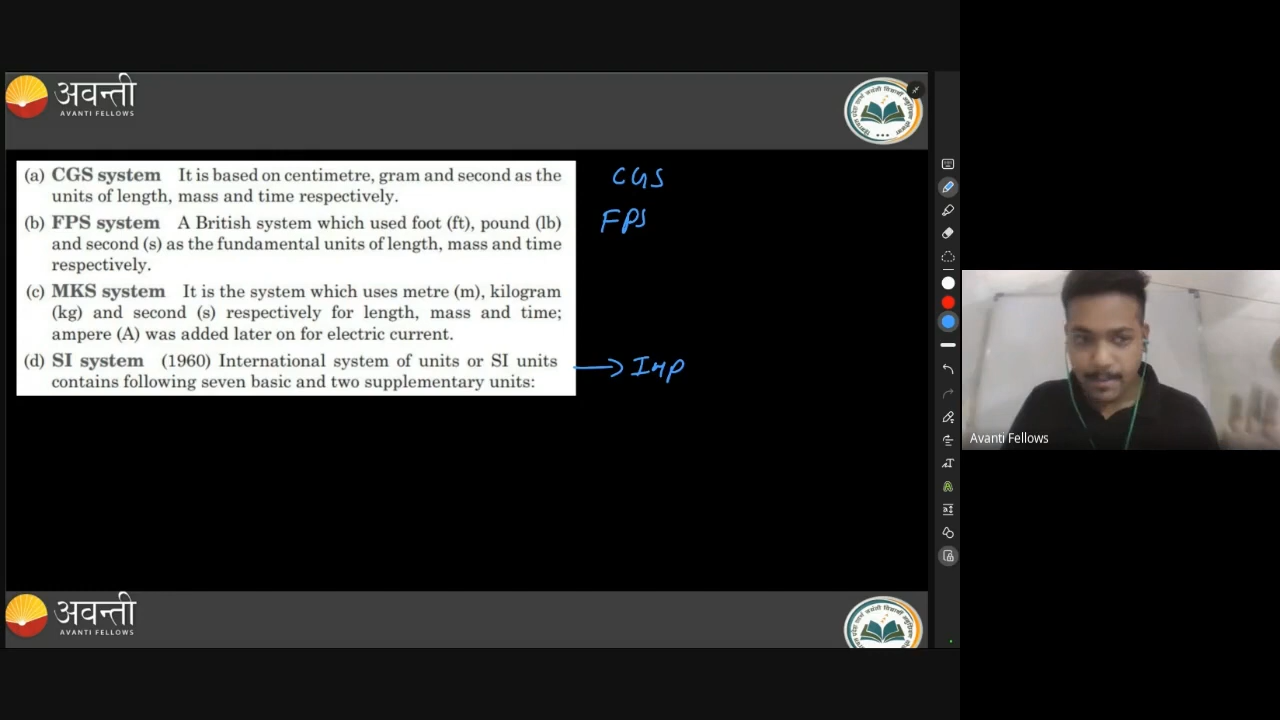 अवन्ती
AVANTI FELLOWS
(a) CGS system It is based on centimetre, gram and second as the
units of length, mass and time respectively.
(b) FPS system A British system which used foot (ft), pound (lb)
and second (s) as the fundamental units of length, mass and time
respectively.
(c) MKS system It is the system which uses metre (m), kilogram
(kg) and second (s) respectively for length, mass and time;
ampere (A) was added later on for electric current.
(d) SI system (1960) International system of units or SI units
contains following seven basic and two supplementary units:
CGS
FPS
Imp
Avanti Fellows
अवन्ती
AVANTI FELLOWS